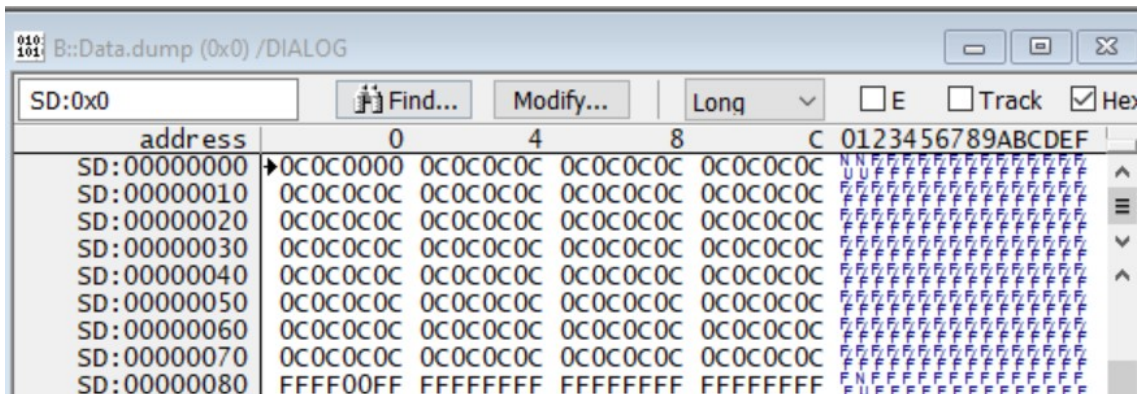 B::Data.dump (0x0) /DIALOG
SD:0x0 Find... Modify... Long E Track Hex
address 0 4 8 C 0123456789ABCDEF
SD:00000000 0C0C0000 0C0C0C0C 0C0C0C0C 0C0C0C0C
SD:00000010 0C0C0C0C 0C0C0C0C 0C0C0C0C 0C0C0C0C
SD:00000020 0C0C0C0C 0C0C0C0C 0C0C0C0C 0C0C0C0C
SD:00000030 0C0C0C0C 0C0C0C0C 0C0C0C0C 0C0C0C0C
SD:00000040 0C0C0C0C 0C0C0C0C 0C0C0C0C 0C0C0C0C
SD:00000050 0C0C0C0C 0C0C0C0C 0C0C0C0C 0C0C0C0C
SD:00000060 0C0C0C0C 0C0C0C0C 0C0C0C0C 0C0C0C0C
SD:00000070 0C0C0C0C 0C0C0C0C 0C0C0C0C 0C0C0C0C
SD:00000080 FFFF00FF FFFFFFFF FFFFFFFF FFFFFFFF